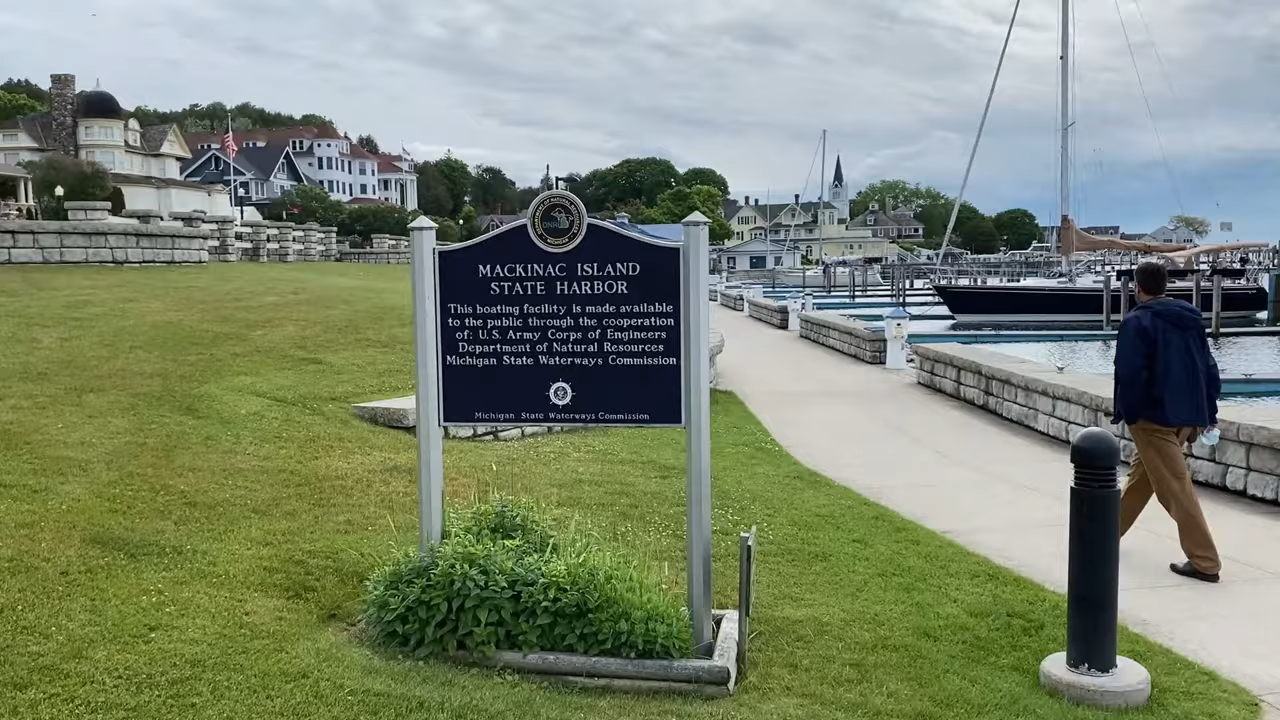 DNR
MACKINAC ISLAND
STATE HARBOR
This boating facility is made available
to the public through the cooperation
of: U.S. Army Corps of Engineers
Department of Natural Resources
Michigan State Waterways Commission
Michigan State Waterways Commission